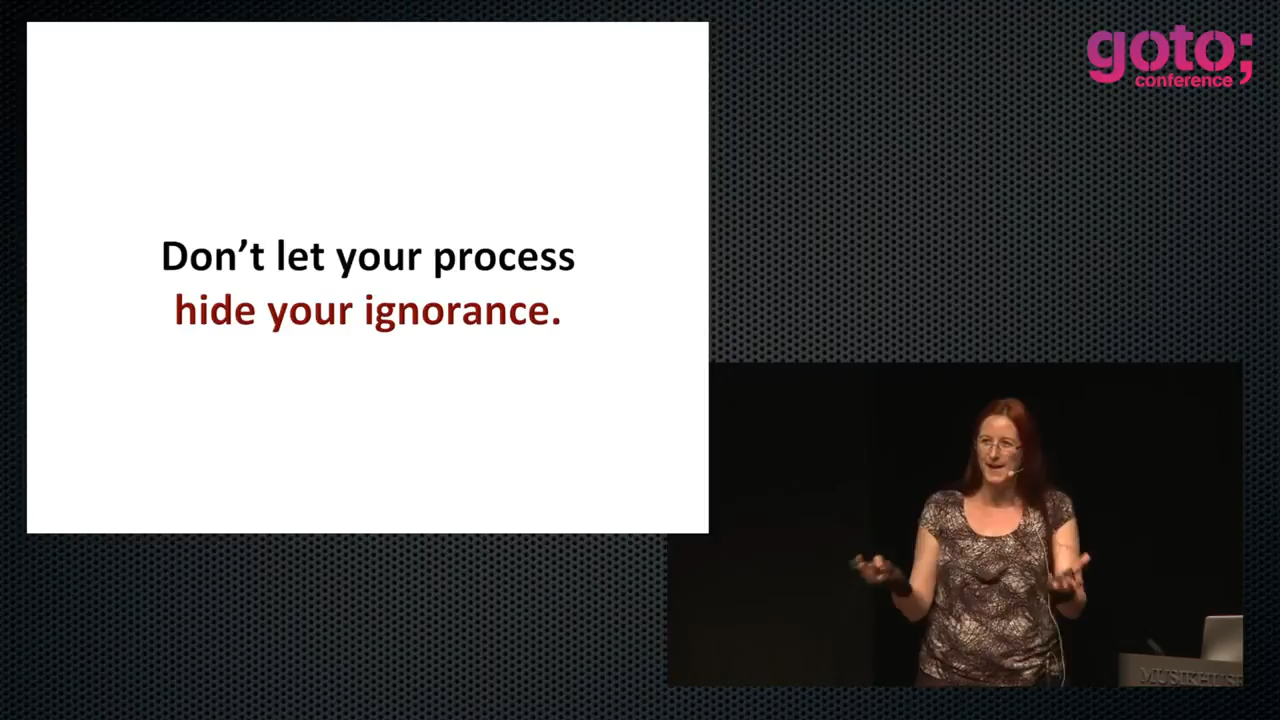 goto;
conference
Don't let your process
hide your ignorance.